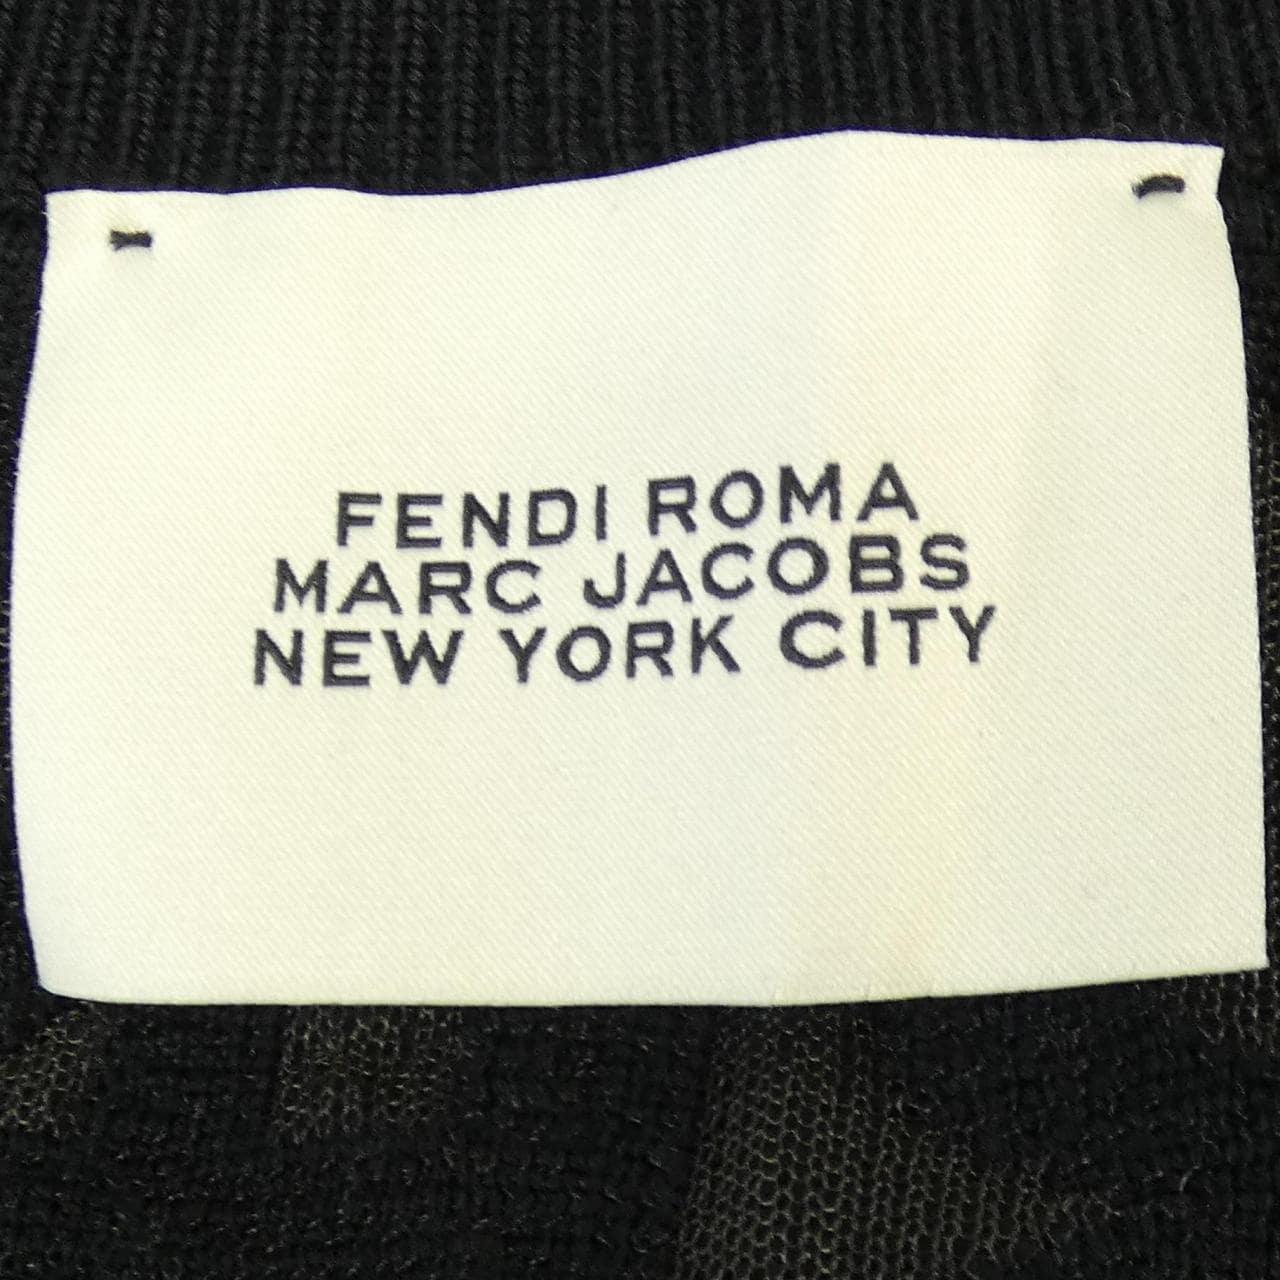 FENDI ROMA
MARC JACOBS
NEW YORK CITY